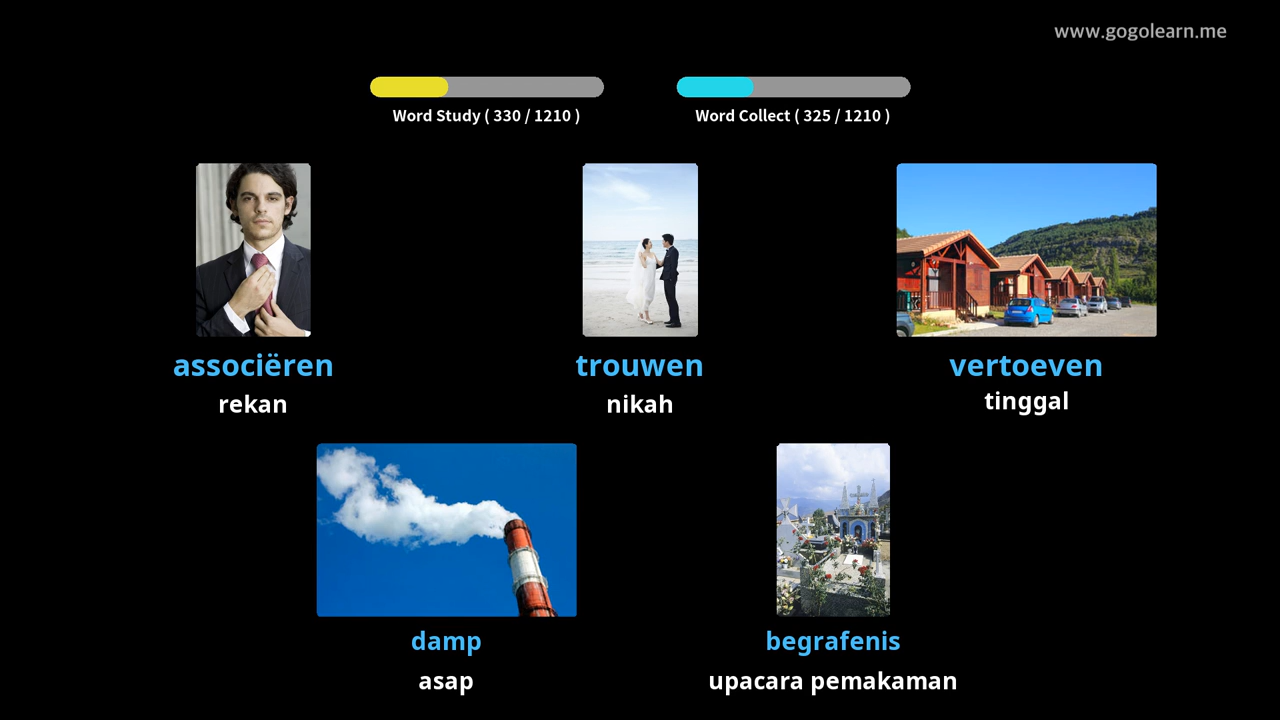 www.gogolearn.me
Word Study ( 330 / 1210 )
Word Collect ( 325 / 1210 )
associëren
trouwen
vertoeven
rekan
nikah
tinggal
damp
begrafenis
asap
upacara pemakaman